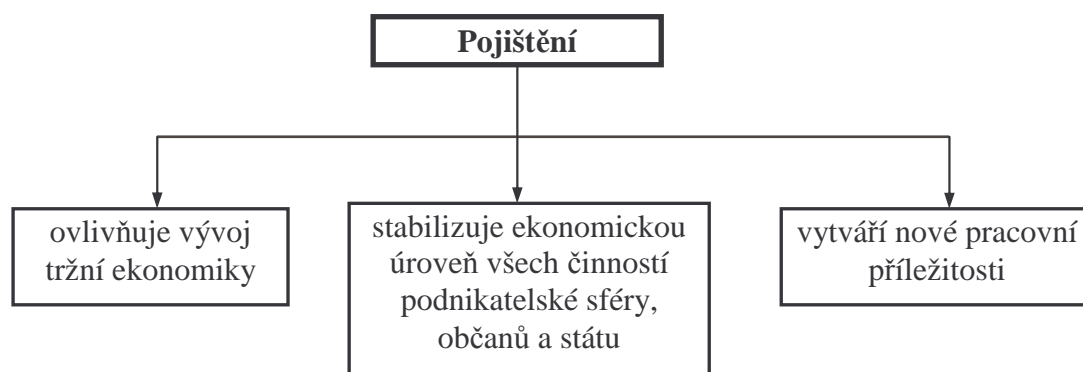 Pojištění
ovlivňuje vývoj
tržní ekonomiky
stabilizuje ekonomickou
úroveň všech činností
podnikatelské sféry,
občanů a státu
vytváří nové pracovní
příležitosti